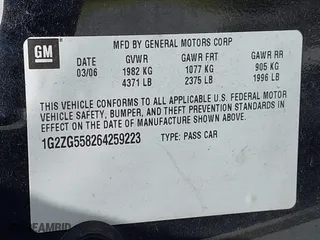 GM
MFD BY GENERAL MOTORS CORP
03/06 GVWR GAWR FRT GAWR RR
1982 KG 1077 KG 905 KG
4371 LB 2375 LB 1996 LB
THIS VEHICLE CONFORMS TO ALL APPLICABLE U.S. FEDERAL MOTOR
VEHICLE SAFETY, BUMPER, AND THEFT PREVENTION STANDARDS IN
EFFECT ON THE DATE OF MANUFACTURE SHOWN ABOVE.
1G2ZG558264259223 TYPE: PASS CAR